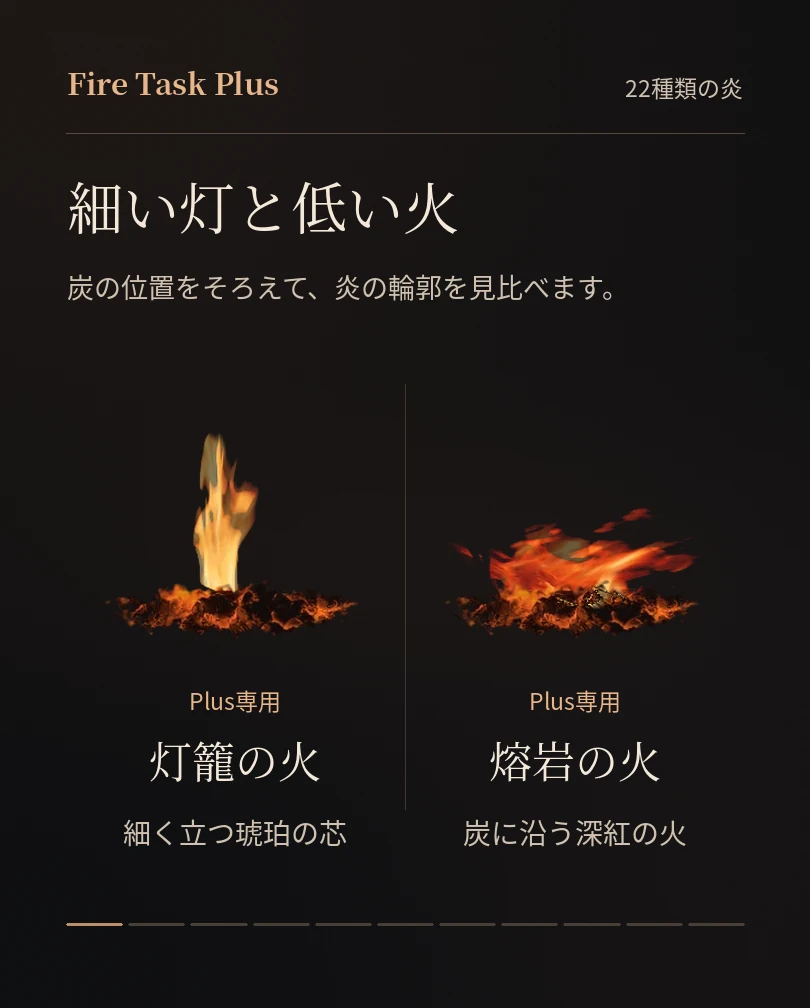 Fire Task Plus
22種類の炎
細い灯と低い火
炭の位置をそろえて、炎の輪郭を見比べます。
Plus専用
灯籠の火
細く立つ琥珀の芯
Plus専用
熔岩の火
炭に沿う深紅の火